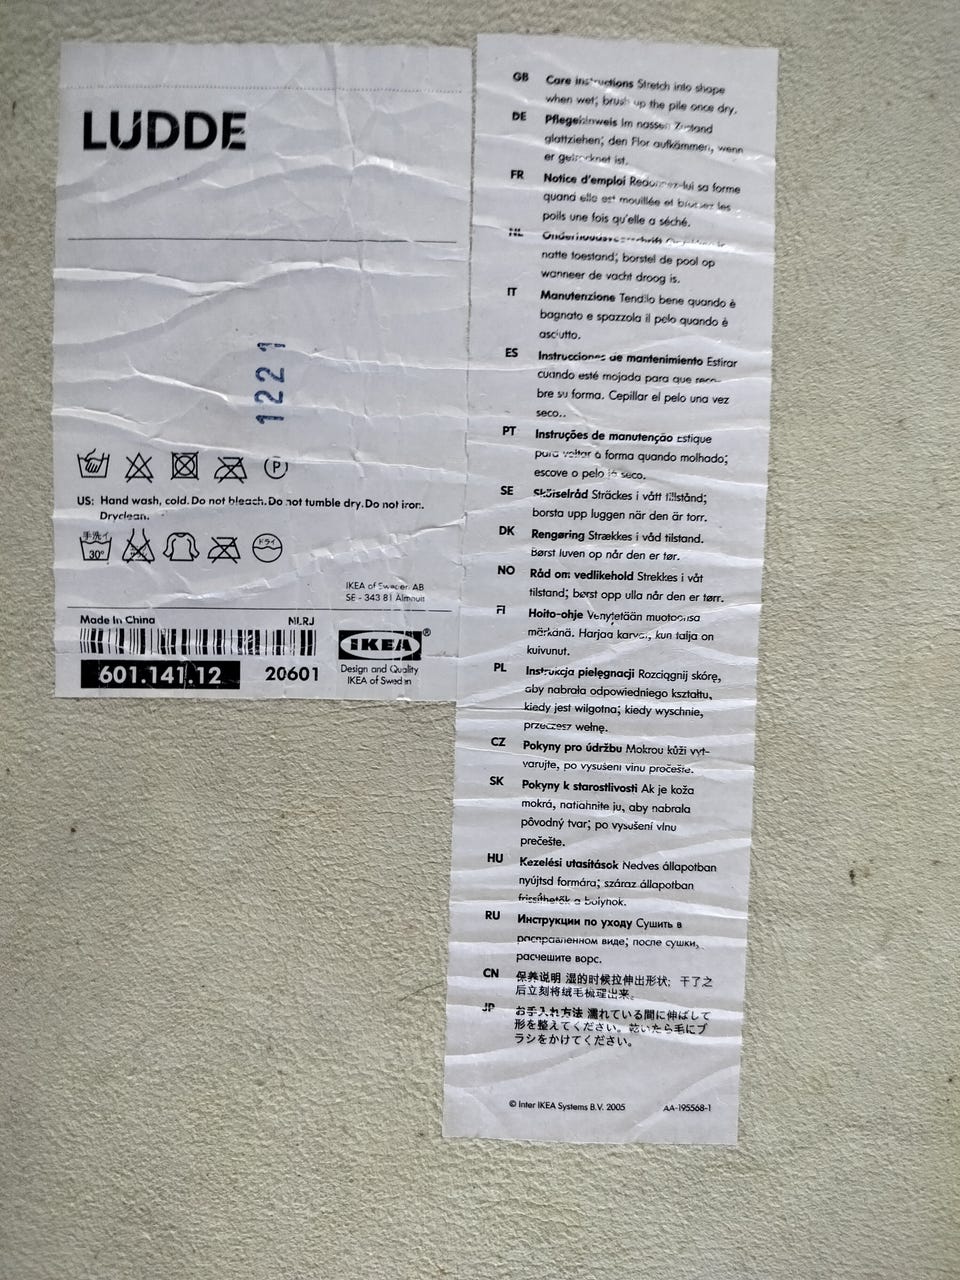 LUDDE
1221
US: Hand wash, cold. Do not bleach. Do not tumble dry. Do not iron.
Dryclean.
手洗イ
30°
ドライ
P
IKEA of Sweden AB
SE - 343 81 Älmhult
Made In China
NLRJ
601.141.12
20601
IKEA®
Design and Quality
IKEA of Sweden
GB Care instructions Stretch into shape
when wet; brush up the pile once dry.
DE Pflegehinweis Im nassen Zustand
glattziehen; den Flor aufkämmen, wenn
er getrocknet ist.
FR Notice d'emploi Redonnez-lui sa forme
quand elle est mouillée et brossez les
poils une fois qu'elle a séché.
NL Onderhoudsvoorschrift
natte toestand; borstel de pool op
wanneer de vacht droog is.
IT Manutenzione Tendilo bene quando è
bagnato e spazzola il pelo quando è
asciutto.
ES Instrucciones de mantenimiento Estirar
cuando esté mojada para que reco-
bre su forma. Cepillar el pelo una vez
seco..
PT Instruções de manutenção Estique
para voltar à forma quando molhado;
escove o pelo já seco.
SE Skötselråd Sträckes i vått tillstånd;
borsta upp luggen när den är torr.
DK Rengøring Strækkes i våd tilstand.
Børst luven op når den er tør.
NO Råd om vedlikehold Strekkes i våt
tilstand; børst opp ulla når den er tørr.
FI Hoito-ohje Venytetään muotoonsa
märkänä. Harjaa karva, kun talja on
kuivunut.
PL Instrukcja pielęgnacji Rozciągnij skórę,
aby nabrała odpowiedniego kształtu,
kiedy jest wilgotna; kiedy wyschnie,
przeczesz wełnę.
CZ Pokyny pro údržbu Mokrou kůži vyt-
varujte, po vysušení vlnu pročešte.
SK Pokyny k starostlivosti Ak je koža
mokrá, natiahnite ju, aby nabrala
pôvodný tvar; po vysušení vlnu
prečešte.
HU Kezelési utasítások Nedves állapotban
nyújtsd formára; száraz állapotban
frissíthetők a bolynok.
RU Инструкции по уходу Сушить в
расправленном виде; после сушки,
расчешите ворс.
CN 保养说明 湿的时候拉伸出形状; 干了之
后立刻将绒毛梳理出来。
JP お手入れ方法 濡れている間に伸ばして
形を整えてください。乾いたら毛にブ
ラシをかけてください。
© Inter IKEA Systems B.V. 2005 AA-195568-1